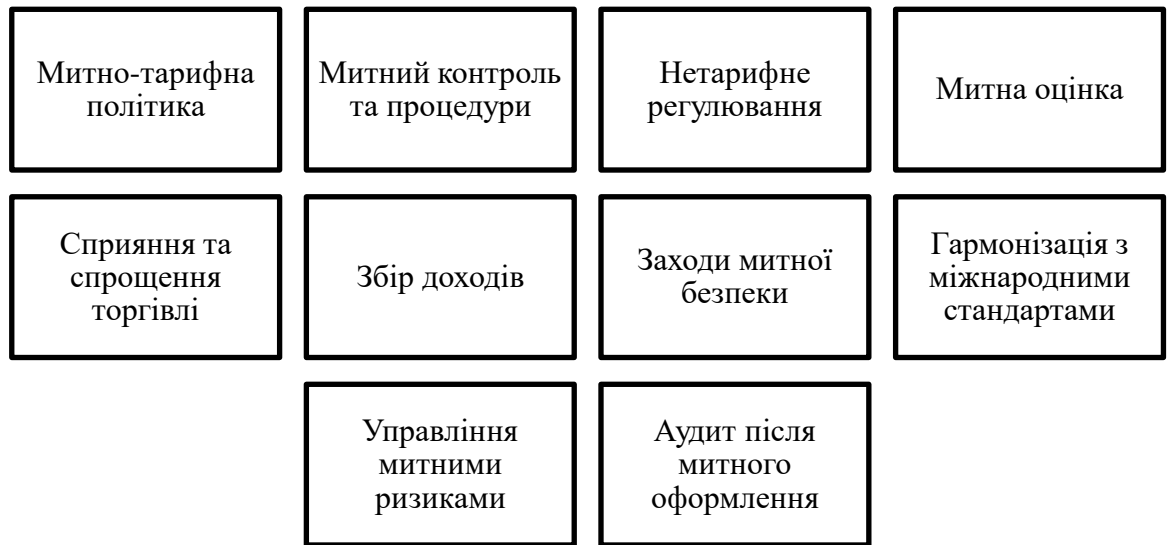 Митно-тарифна
політика
Митний контроль
та процедури
Нетарифне
регулювання
Митна оцінка
Сприяння та
спрощення
торгівлі
Збір доходів
Заходи митної
безпеки
Гармонізація з
міжнародними
стандартами
Управління
митними
ризиками
Аудит після
митного
оформлення